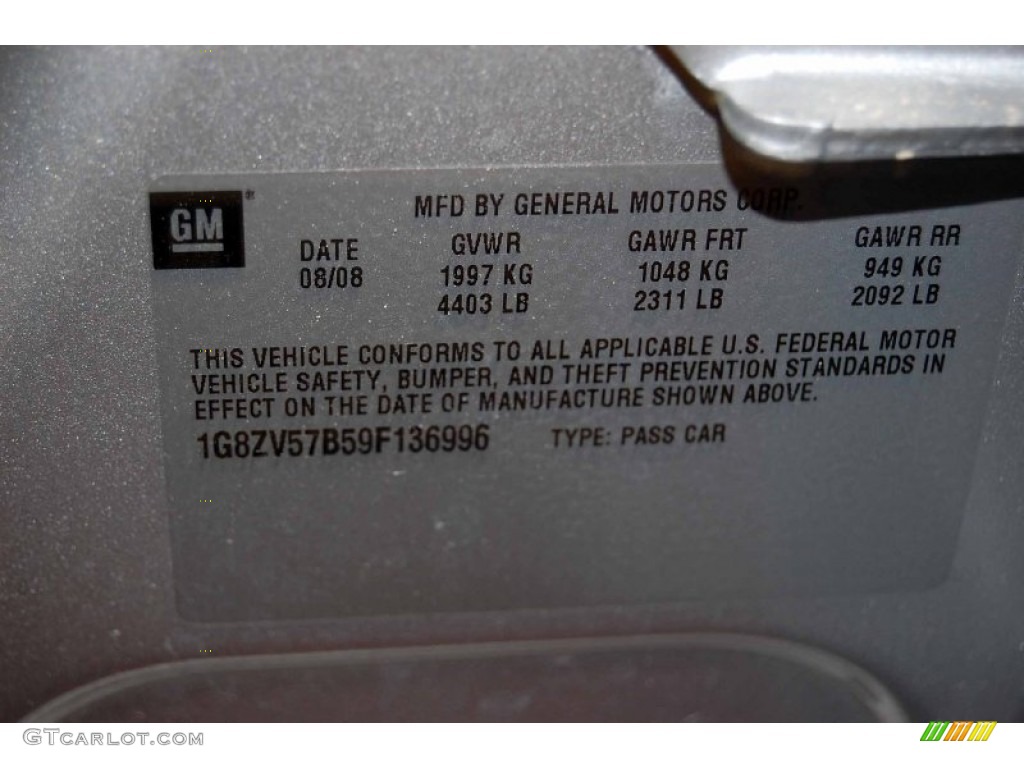 GM
MFD BY GENERAL MOTORS CORP.
DATE GVWR GAWR FRT GAWR RR
08/08 1997 KG 1048 KG 949 KG
4403 LB 2311 LB 2092 LB
THIS VEHICLE CONFORMS TO ALL APPLICABLE U.S. FEDERAL MOTOR
VEHICLE SAFETY, BUMPER, AND THEFT PREVENTION STANDARDS IN
EFFECT ON THE DATE OF MANUFACTURE SHOWN ABOVE.
1G8ZV57B59F136996 TYPE: PASS CAR
GTCARLOT.COM